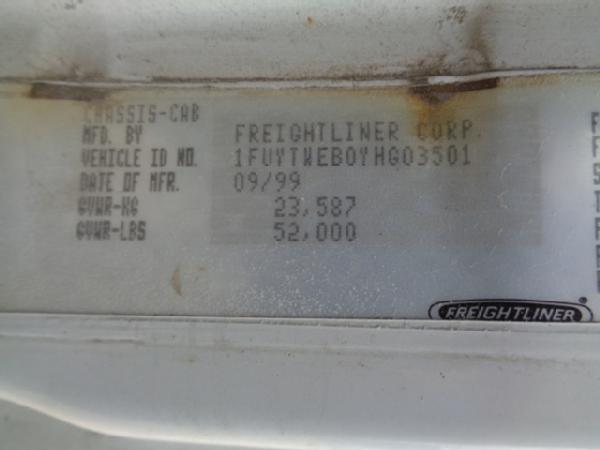 CHASSIS-CAB
MFD. BY FREIGHTLINER CORP.
VEHICLE ID NO. 1FUYTWEB0YHG03501
DATE OF MFR. 09/99
GVWR-KG 23,587
GVWR-LBS 52,000
FREIGHTLINER®